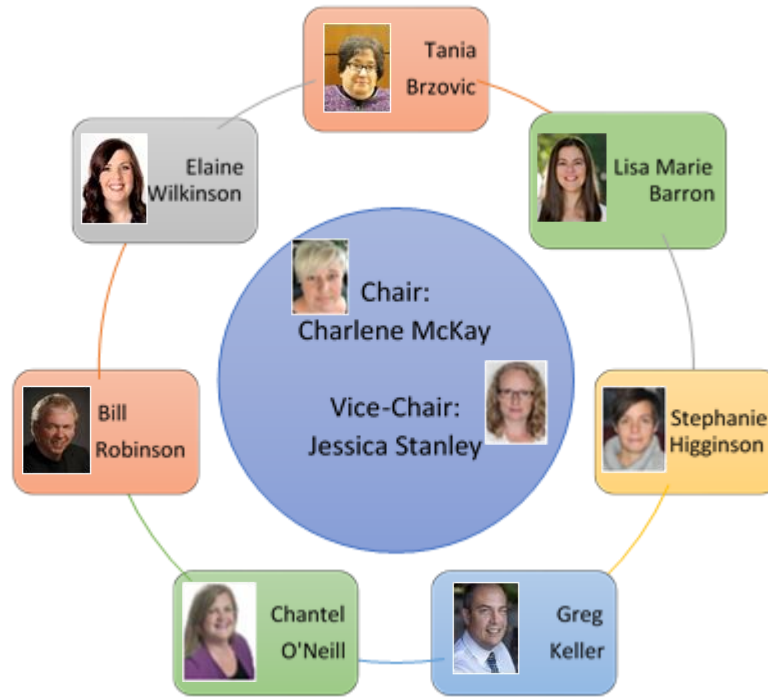 Tania
Brzovic
Lisa Marie
Barron
Stephanie
Higginson
Greg
Keller
Chantel
O'Neill
Bill
Robinson
Elaine
Wilkinson
Chair:
Charlene McKay
Vice-Chair:
Jessica Stanley